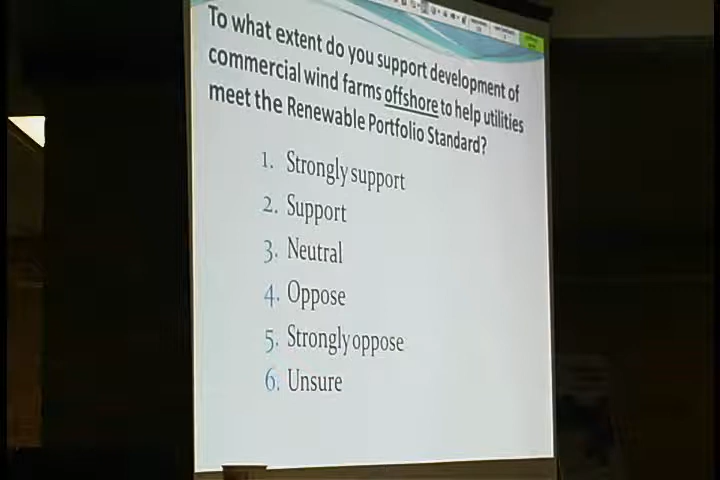 To what extent do you support development of
commercial wind farms offshore to help utilities
meet the Renewable Portfolio Standard?
1. Strongly support
2. Support
3. Neutral
4. Oppose
5. Strongly oppose
6. Unsure